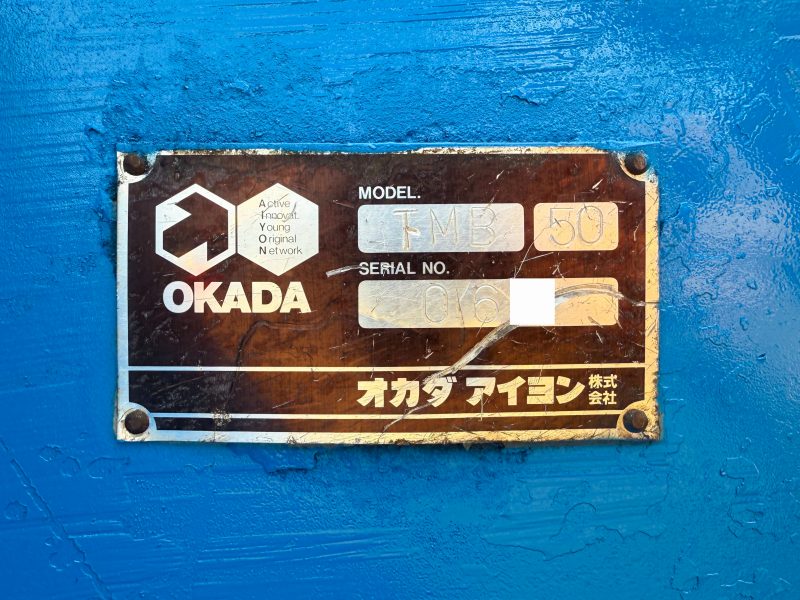 Active
Innovat.
Young
Original
Network
OKADA
MODEL.
TMB 50
SERIAL NO.
06
オカダ アイヨン 株式会社